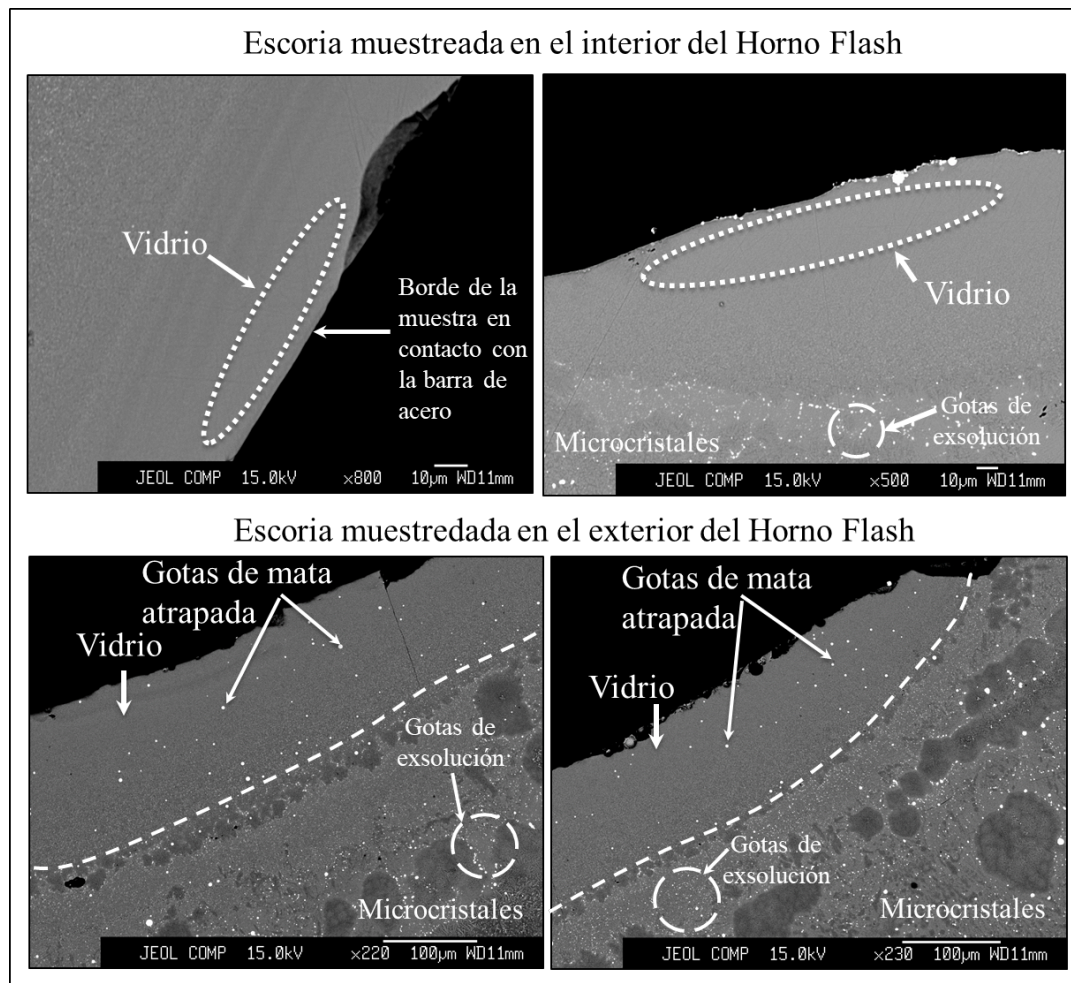 Escoria muestreada en el interior del Horno Flash
Vidrio
Borde de la
muestra en
contacto con
la barra de
acero
JEOL COMP 15.0kV ×800 10µm WD11mm
Vidrio
Gotas de
exsolución
Microcristales
JEOL COMP 15.0kV ×500 10µm WD11mm
Escoria muestredada en el exterior del Horno Flash
Gotas de mata
atrapada
Vidrio
Gotas de
exsolución
Microcristales
JEOL COMP 15.0kV ×220 100µm WD11mm
Gotas de mata
atrapada
Vidrio
Gotas de
exsolución
Microcristales
JEOL COMP 15.0kV ×230 100µm WD11mm